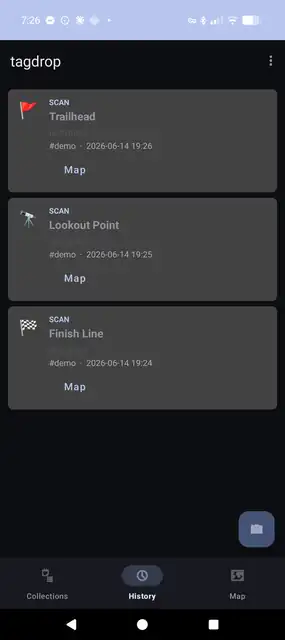 7:26
tagdrop
SCAN
Trailhead
#demo · 2026-06-14 19:26
Map
SCAN
Lookout Point
#demo · 2026-06-14 19:25
Map
SCAN
Finish Line
#demo · 2026-06-14 19:24
Map
Collections
History
Map